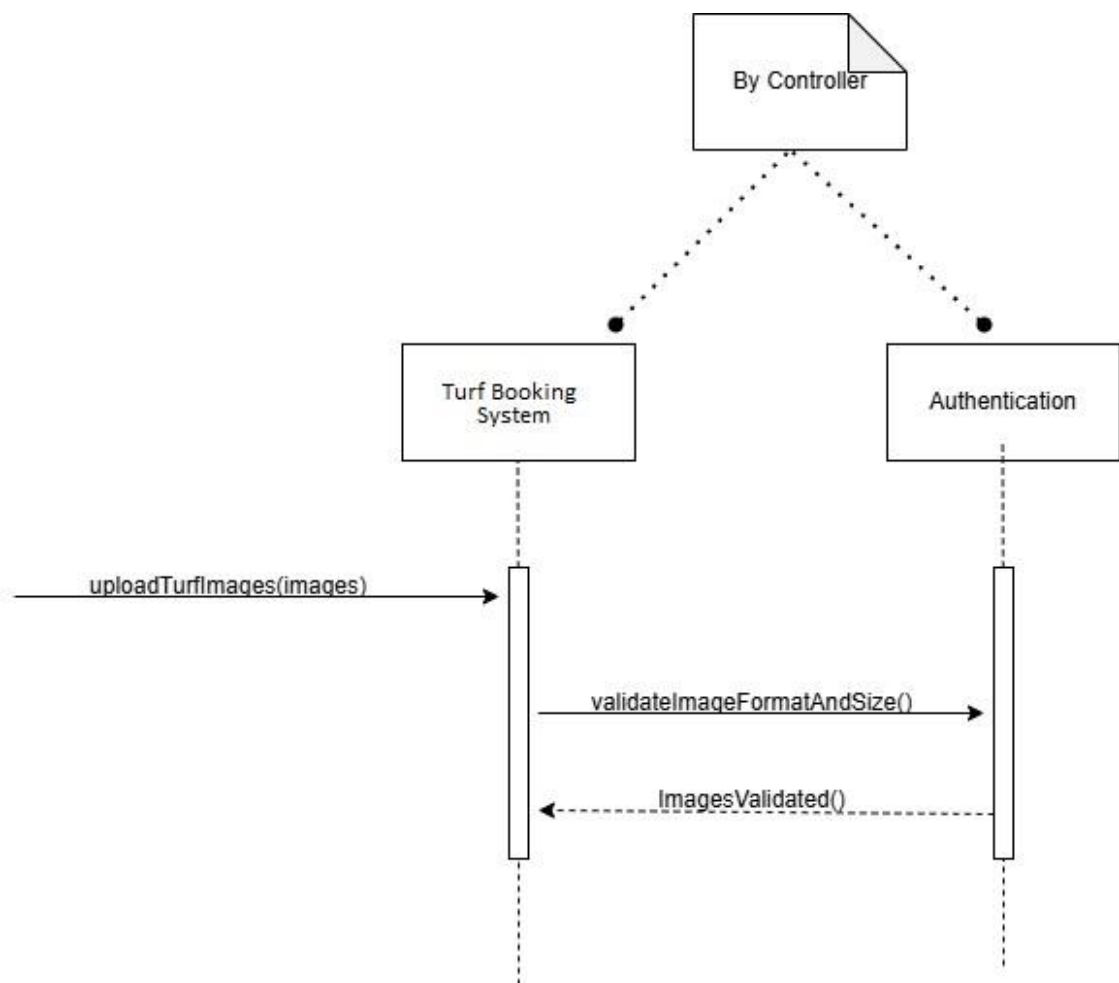 By Controller
Turf Booking
System
Authentication
uploadTurfImages(images)
validateImageFormatAndSize()
ImagesValidated()